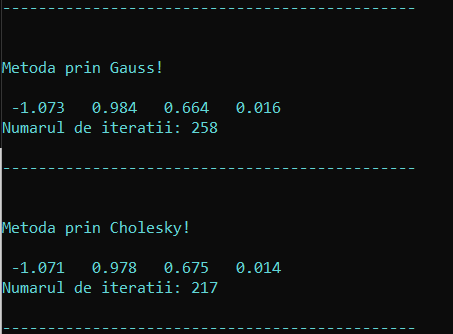 ---------------------------------------------
Metoda prin Gauss!
-1.073 0.984 0.664 0.016
Numarul de iteratii: 258
---------------------------------------------
Metoda prin Cholesky!
-1.071 0.978 0.675 0.014
Numarul de iteratii: 217
---------------------------------------------